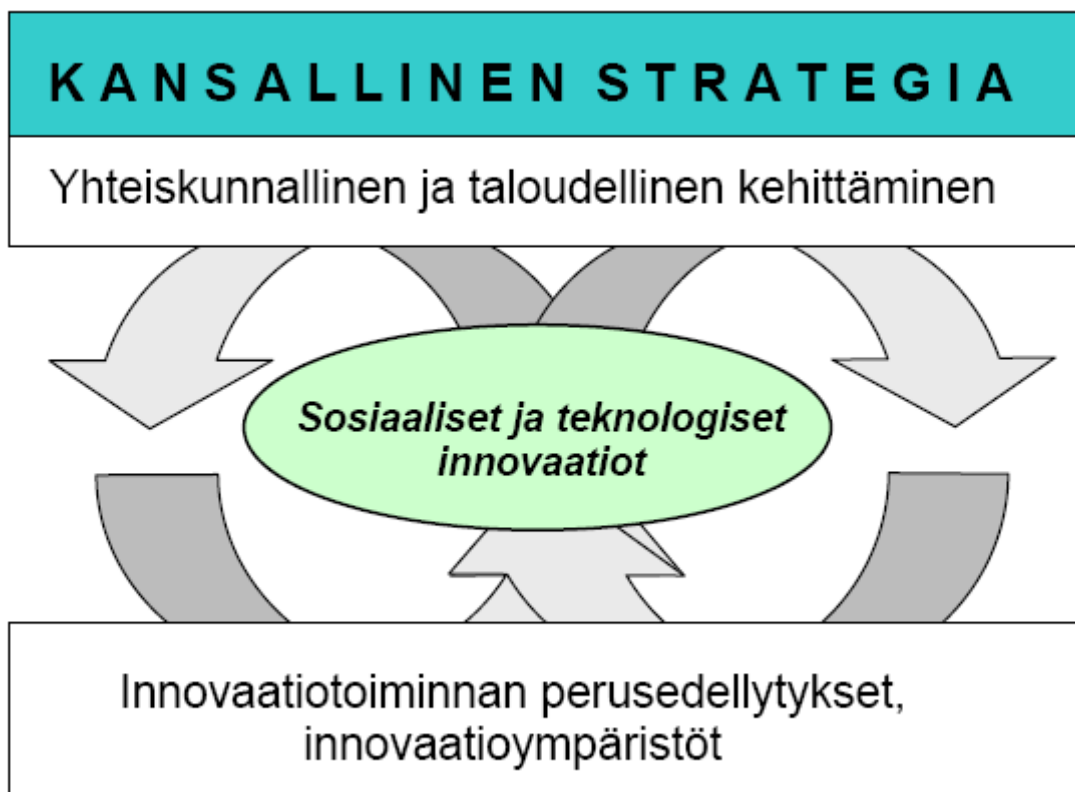 KANSALLINEN STRATEGIA
Yhteiskunnallinen ja taloudellinen kehittäminen
Sosiaaliset ja teknologiset
innovaatiot
Innovaatiotoiminnan perusedellytykset,
innovaatioympäristöt